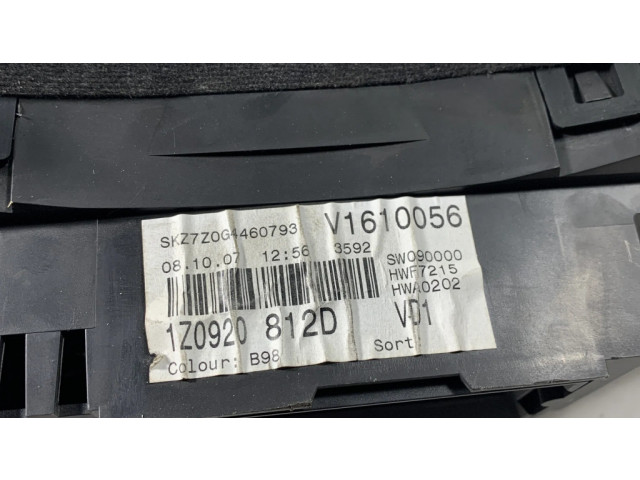 SKZ7Z0G4460793 V1610056
08.10.07 12:56 3592 SW090000
HWF7215
HWA0202
1Z0920 812D VD1
Colour: B98 Sort